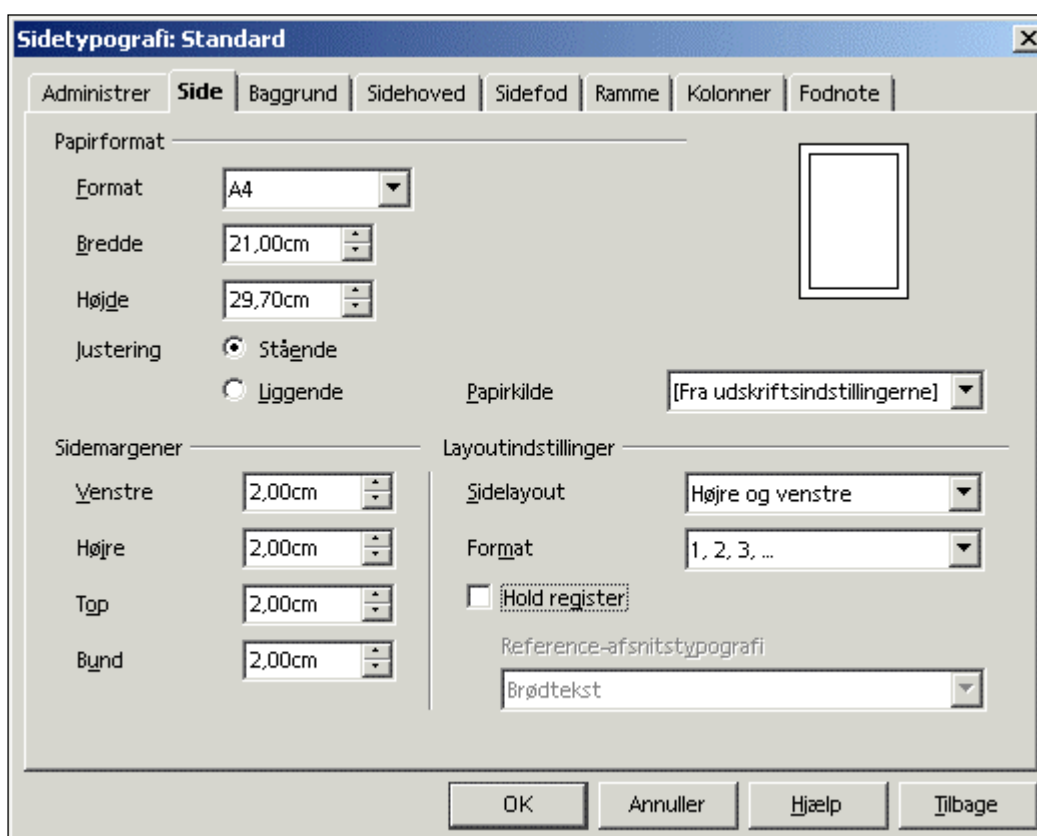 Sidetypografi: Standard
Administrer Side Baggrund Sidehoved Sidefod Ramme Kolonner Fodnote
Papirformat
Format A4
Bredde 21,00cm
Højde 29,70cm
Justering Stående
Liggende Papirkilde [Fra udskriftsindstillingerne]
Sidemargener Layoutindstillinger
Venstre 2,00cm Sidelayout Højre og venstre
Højre 2,00cm Format 1, 2, 3, ...
Top 2,00cm Hold register
Reference-afsnitstypografi
Bund 2,00cm Brødtekst
OK Annuller Hjælp Tilbage